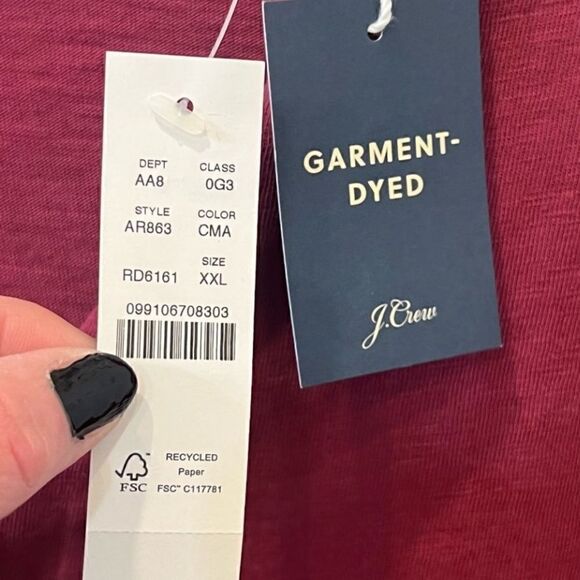 DEPT CLASS
AA8 0G3
STYLE COLOR
AR863 CMA
SIZE
RD6161 XXL
099106708303
RECYCLED
Paper
FSC™ C117781
FSC
GARMENT-
DYED
J.Crew